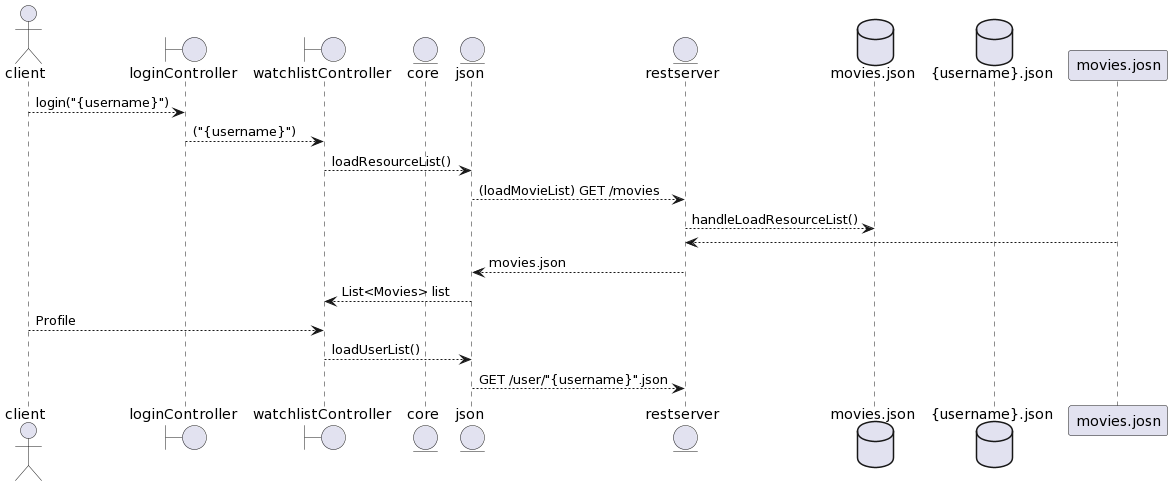 client
loginController
watchlistController
core
json
restserver
movies.json
{username}.json
movies.josn
login("{username}")
("{username}")
loadResourceList()
(loadMovieList) GET /movies
handleLoadResourceList()
movies.json
List<Movies> list
Profile
loadUserList()
GET /user/"{username}".json
client
loginController
watchlistController
core
json
restserver
movies.json
{username}.json
movies.josn